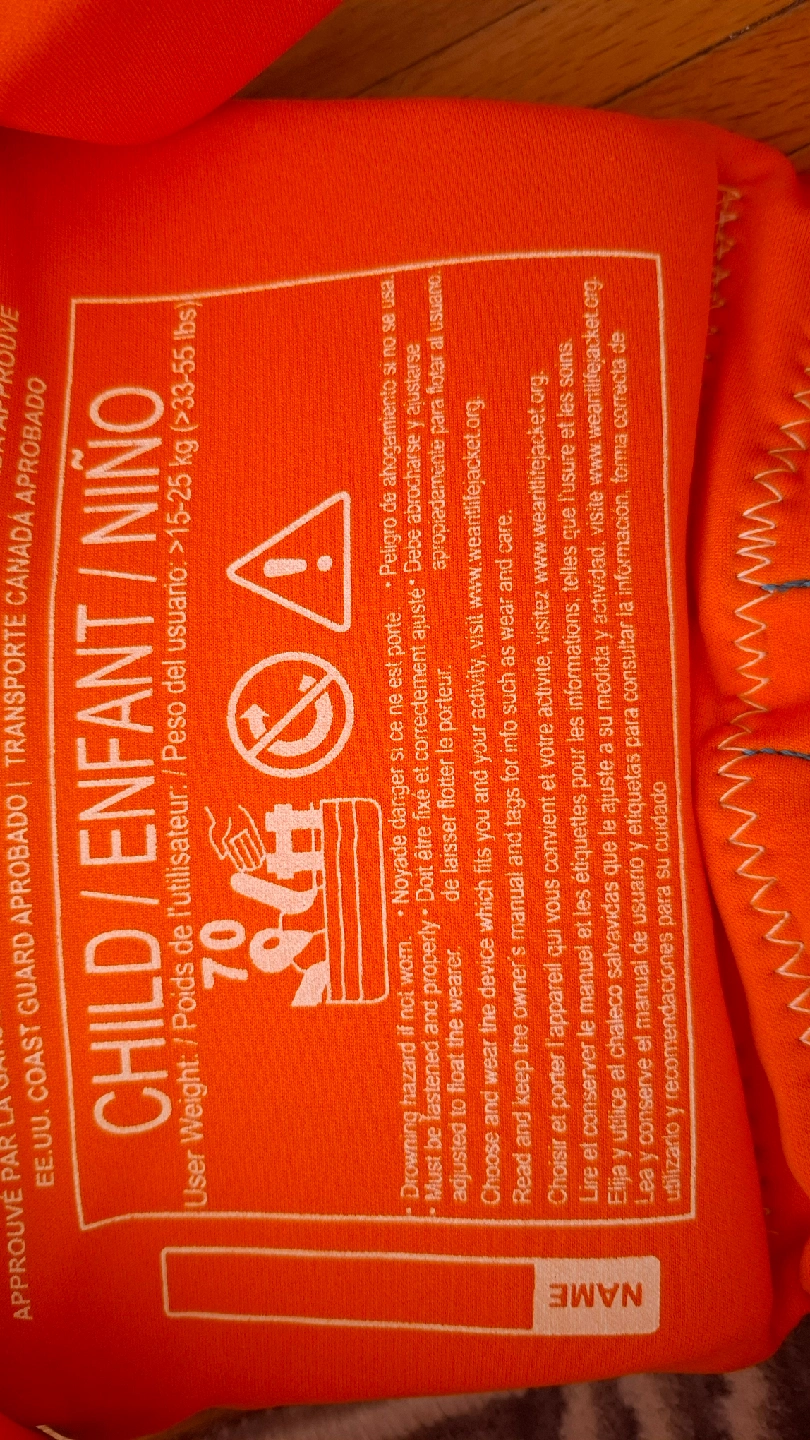 APPROUVÉ PAR LA
APPROUVÉ
EE.UU. COAST GUARD APROBADO | TRANSPORTE CANADA APROBADO
CHILD / ENFANT / NIÑO
User Weight: / Poids de l'utilisateur: / Peso del usuario: >15-25 kg (>33-55 lbs)
70
• Drowning hazard if not worn.
• Must be fastened and properly
adjusted to float the wearer.
• Noyade danger si ce ne est porte
• Doit être fixé et correctement ajusté
de laisser flotter le porteur.
• Peligro de ahogamiento si no se usa.
• Debe abrocharse y ajustarse
apropiadamente para flotar al usuario.
Choose and wear the device which fits you and your activity, visit www.wearitlifejacket.org.
Read and keep the owner's manual and tags for info such as wear and care.
Choisir et porter l'appareil qui vous convient et votre activité, visitez www.wearitlifejacket.org.
Lire et conserver le manuel et les étiquettes pour les informations, telles que l'usure et les soins.
Elija y utilice el chaleco salvavidas que le ajuste a su medida y actividad, visite www.wearitlifejacket.org.
Lea y conserve el manual de usuario y etiquetas para consultar la información, forma correcta de
utilizarlo y recomendaciones para su cuidado
NAME